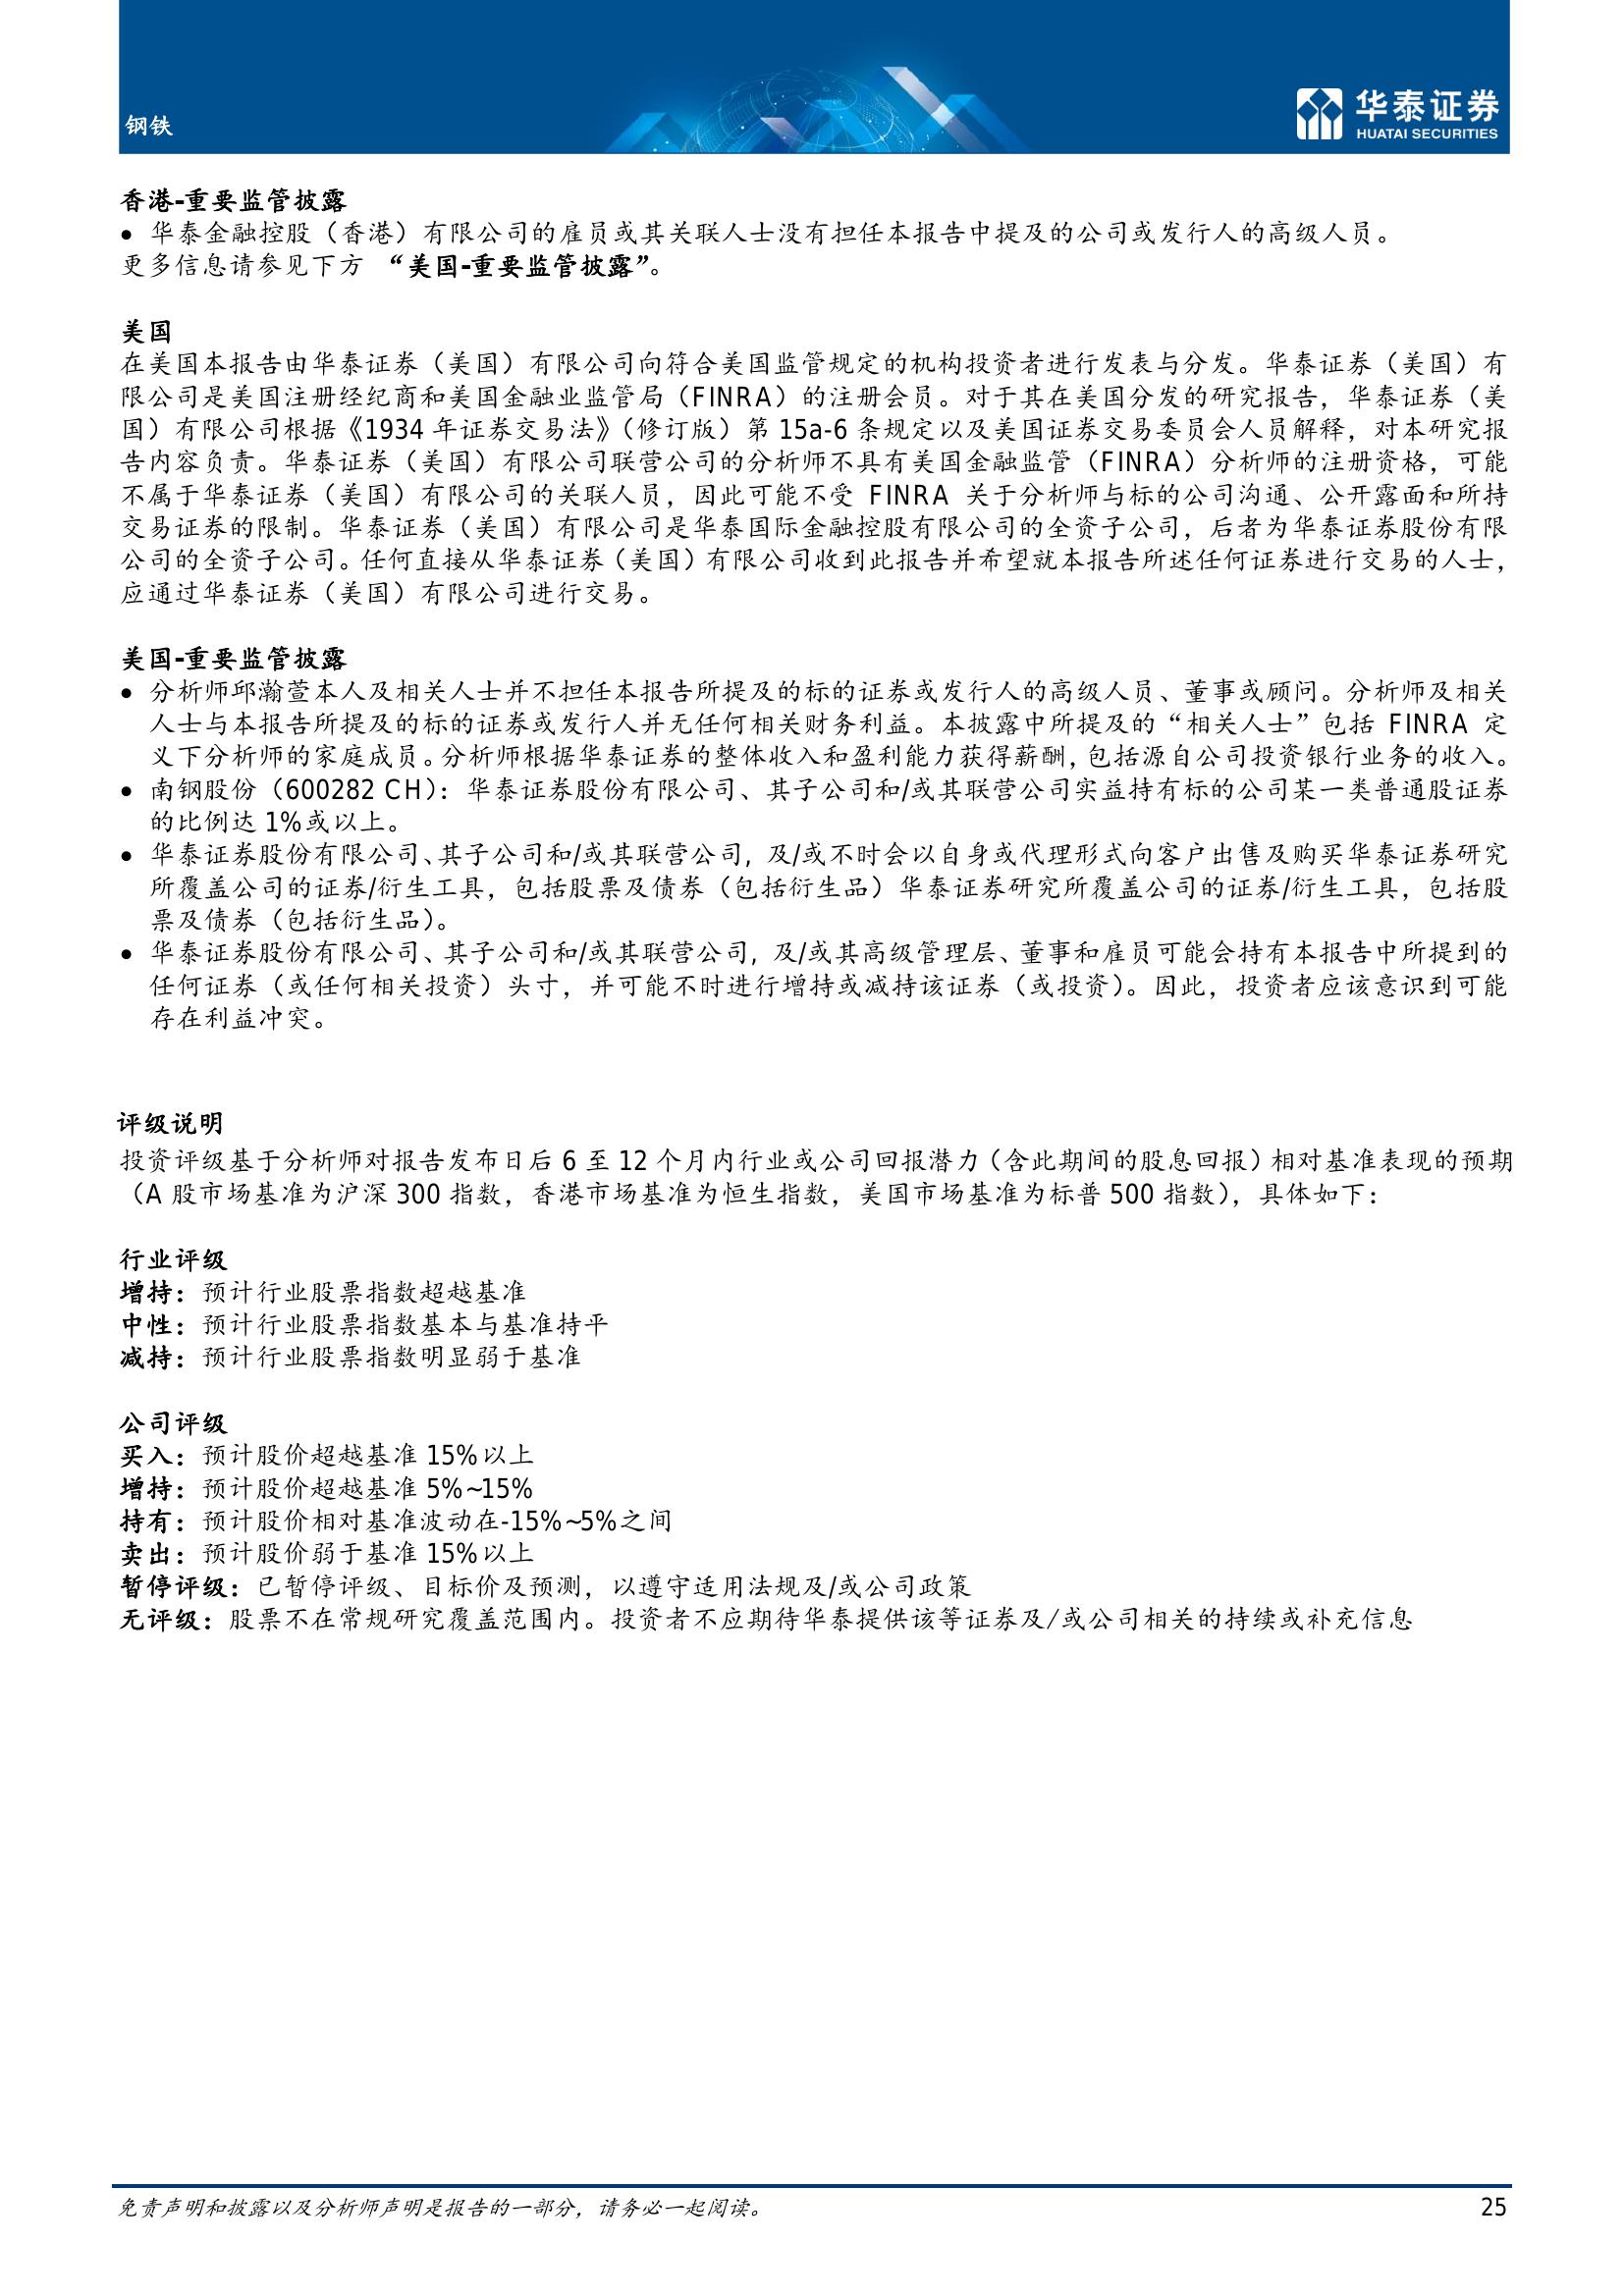 钢铁
华泰证券
HUATAI SECURITIES
香港-重要监管披露
• 华泰金融控股（香港）有限公司的雇员或其关联人士没有担任本报告中提及的公司或发行人的高级人员。
更多信息请参见下方 “美国-重要监管披露”。
美国
在美国本报告由华泰证券（美国）有限公司向符合美国监管规定的机构投资者进行发表与分发。华泰证券（美国）有
限公司是美国注册经纪商和美国金融业监管局（FINRA）的注册会员。对于其在美国分发的研究报告，华泰证券（美
国）有限公司根据《1934 年证券交易法》（修订版）第 15a-6 条规定以及美国证券交易委员会人员解释，对本研究报
告内容负责。华泰证券（美国）有限公司联营公司的分析师不具有美国金融监管（FINRA）分析师的注册资格，可能
不属于华泰证券（美国）有限公司的关联人员，因此可能不受 FINRA 关于分析师与标的公司沟通、公开露面和所持
交易证券的限制。华泰证券（美国）有限公司是华泰国际金融控股有限公司的全资子公司，后者为华泰证券股份有限
公司的全资子公司。任何直接从华泰证券（美国）有限公司收到此报告并希望就本报告所述任何证券进行交易的人士，
应通过华泰证券（美国）有限公司进行交易。
美国-重要监管披露
• 分析师邱瀚萱本人及相关人士并不担任本报告所提及的标的证券或发行人的高级人员、董事或顾问。分析师及相关
人士与本报告所提及的标的证券或发行人并无任何相关财务利益。本披露中所提及的“相关人士”包括 FINRA 定
义下分析师的家庭成员。分析师根据华泰证券的整体收入和盈利能力获得薪酬，包括源自公司投资银行业务的收入。
• 南钢股份（600282 CH）：华泰证券股份有限公司、其子公司和/或其联营公司实益持有标的公司某一类普通股证券
的比例达 1%或以上。
• 华泰证券股份有限公司、其子公司和/或其联营公司, 及/或不时会以自身或代理形式向客户出售及购买华泰证券研究
所覆盖公司的证券/衍生工具，包括股票及债券（包括衍生品）华泰证券研究所覆盖公司的证券/衍生工具，包括股
票及债券（包括衍生品）。
• 华泰证券股份有限公司、其子公司和/或其联营公司, 及/或其高级管理层、董事和雇员可能会持有本报告中所提到的
任何证券（或任何相关投资）头寸，并可能不时进行增持或减持该证券（或投资）。因此，投资者应该意识到可能
存在利益冲突。
评级说明
投资评级基于分析师对报告发布日后 6 至 12 个月内行业或公司回报潜力（含此期间的股息回报）相对基准表现的预期
（A 股市场基准为沪深 300 指数，香港市场基准为恒生指数，美国市场基准为标普 500 指数），具体如下：
行业评级
增持：预计行业股票指数超越基准
中性：预计行业股票指数基本与基准持平
减持：预计行业股票指数明显弱于基准
公司评级
买入：预计股价超越基准 15%以上
增持：预计股价超越基准 5%~15%
持有：预计股价相对基准波动在-15%~5%之间
卖出：预计股价弱于基准 15%以上
暂停评级：已暂停评级、目标价及预测，以遵守适用法规及/或公司政策
无评级：股票不在常规研究覆盖范围内。投资者不应期待华泰提供该等证券及/或公司相关的持续或补充信息
免责声明和披露以及分析师声明是报告的一部分，请务必一起阅读。
25